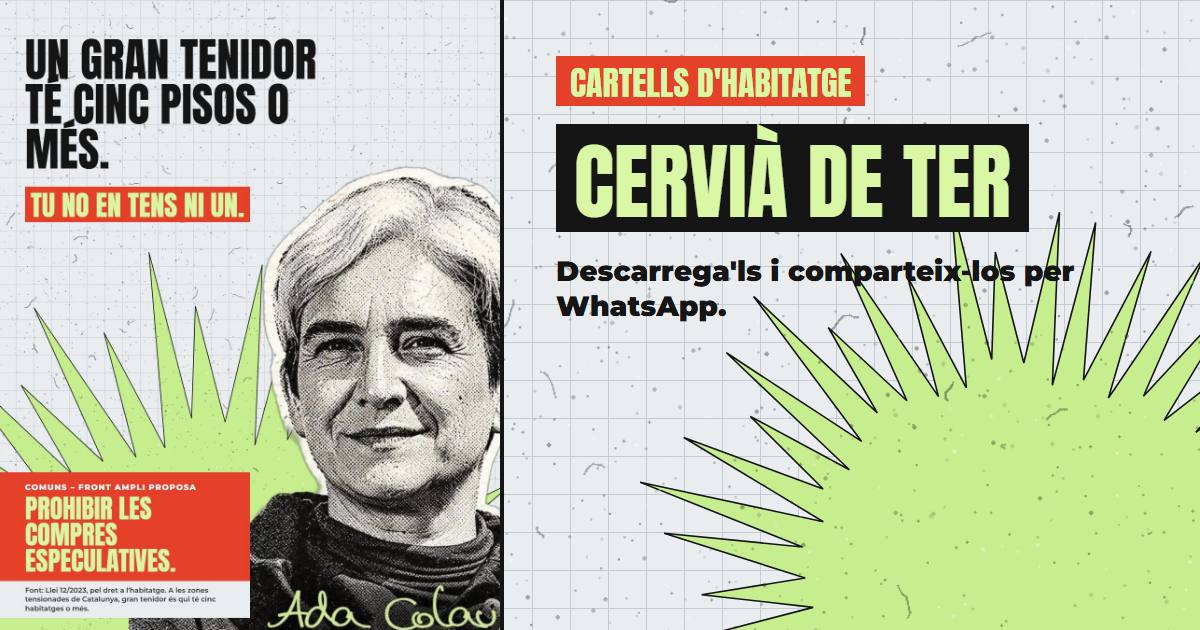 UN GRAN TENIDOR
TÉ CINC PISOS O
MÉS.
TU NO EN TENS NI UN.
COMUNS – FRONT AMPLI PROPOSA
PROHIBIR LES
COMPRES
ESPECULATIVES.
Font: Llei 12/2023, pel dret a l'habitatge. A les zones
tensionades de Catalunya, gran tenidor és qui té cinc
habitatges o més.
Ada Colau
CARTELLS D'HABITATGE
CERVIÀ DE TER
Descarrega'ls i comparteix-los per
WhatsApp.